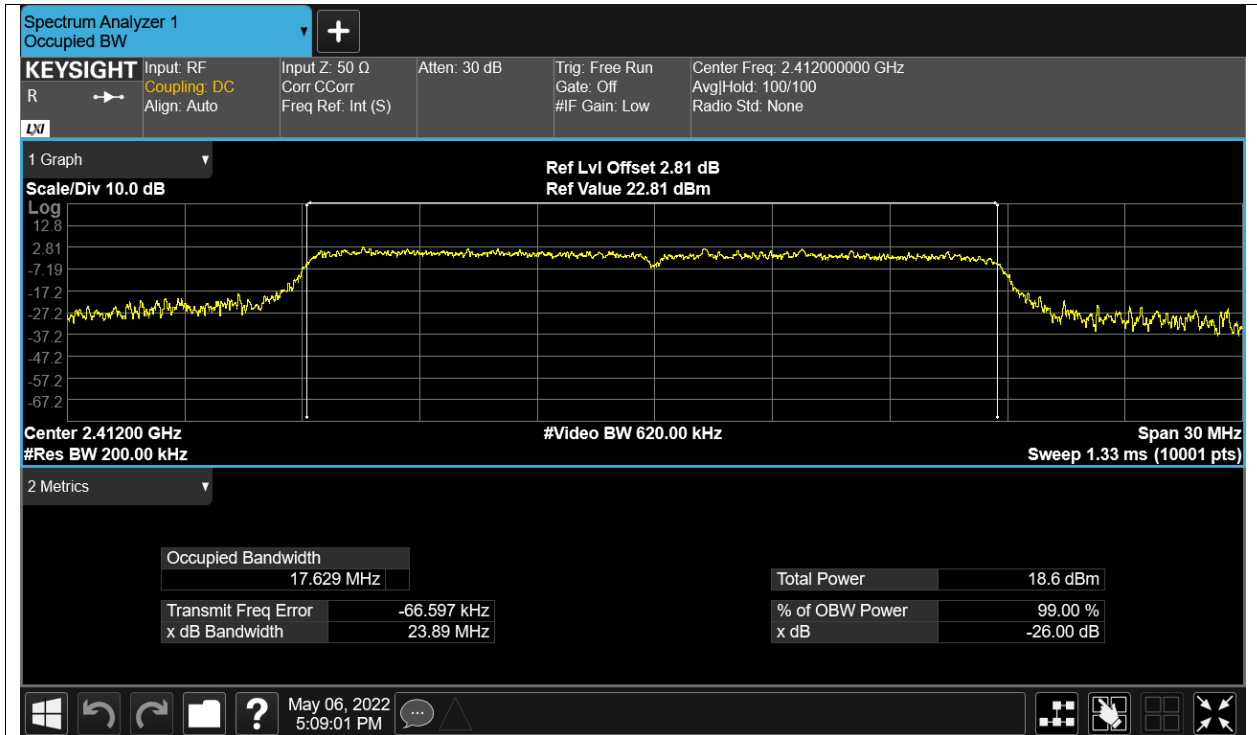 Spectrum Analyzer 1
Occupied BW
+
KEYSIGHT
R
LXI
Input: RF
Coupling: DC
Align: Auto
Input Z: 50 Ω
Corr CCorr
Freq Ref: Int (S)
Atten: 30 dB
Trig: Free Run
Gate: Off
#IF Gain: Low
Center Freq: 2.412000000 GHz
Avg|Hold: 100/100
Radio Std: None
1 Graph
Ref Lvl Offset 2.81 dB
Scale/Div 10.0 dB
Ref Value 22.81 dBm
Log
12.8
2.81
-7.19
-17.2
-27.2
-37.2
-47.2
-57.2
-67.2
Center 2.41200 GHz
#Video BW 620.00 kHz
Span 30 MHz
#Res BW 200.00 kHz
Sweep 1.33 ms (10001 pts)
2 Metrics
Occupied Bandwidth
17.629 MHz
Total Power 18.6 dBm
Transmit Freq Error -66.597 kHz
% of OBW Power 99.00 %
x dB Bandwidth 23.89 MHz
x dB -26.00 dB
?
May 06, 2022
5:09:01 PM